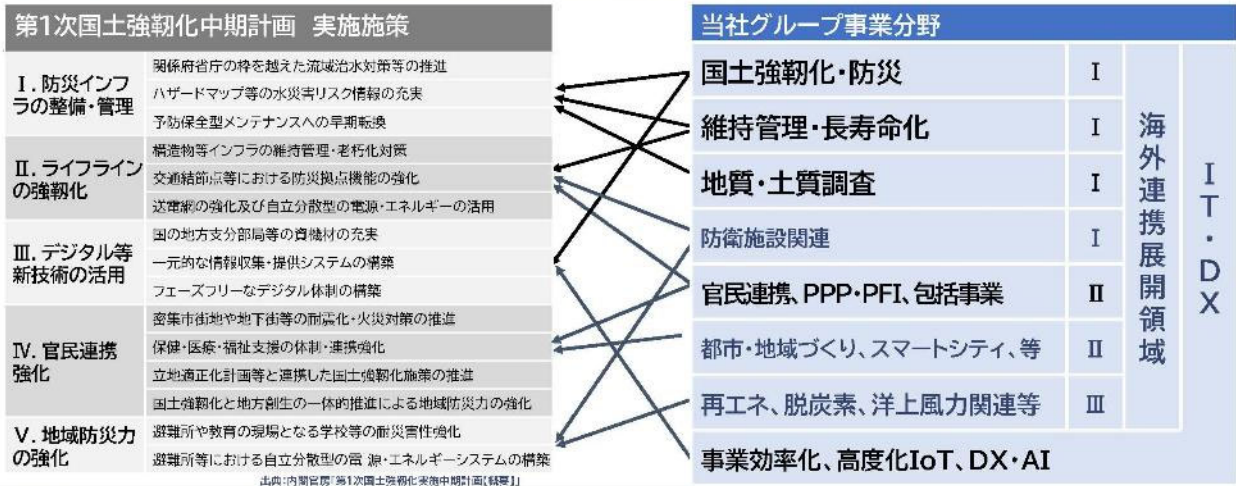 第1次国土強靭化中期計画 実施施策
Ⅰ.防災インフ
ラの整備・管理
関係府省庁の枠を越えた流域治水対策等の推進
ハザードマップ等の水災害リスク情報の充実
予防保全型メンテナンスへの早期転換
Ⅱ.ライフライン
の強靭化
構造物等インフラの維持管理・老朽化対策
交通結節点等における防災拠点機能の強化
送電網の強化及び自立分散型の電源・エネルギーの活用
Ⅲ.デジタル等
新技術の活用
国の地方支分部局等の資機材の充実
一元的な情報収集・提供システムの構築
フェーズフリーなデジタル体制の構築
Ⅳ.官民連携
強化
密集市街地や地下街等の耐震化・火災対策の推進
保健・医療・福祉支援の体制・連携強化
立地適正化計画等と連携した国土強靭化施策の推進
国土強靭化と地方創生の一体的推進による地域防災力の強化
Ⅴ.地域防災力
の強化
避難所や教育の現場となる学校等の耐災害性強化
避難所等における自立分散型の電 源・エネルギーシステムの構築
出典:内閣官房「第1次国土強靭化実施中期計画【概要】」
当社グループ事業分野
国土強靭化・防災 Ⅰ
維持管理・長寿命化 Ⅰ
地質・土質調査 Ⅰ
防衛施設関連 Ⅰ
官民連携、PPP・PFI、包括事業 Ⅱ
都市・地域づくり、スマートシティ、等 Ⅱ
再エネ、脱炭素、洋上風力関連等 Ⅲ
事業効率化、高度化IoT、DX・AI
海外連携展開領域
IT・DX